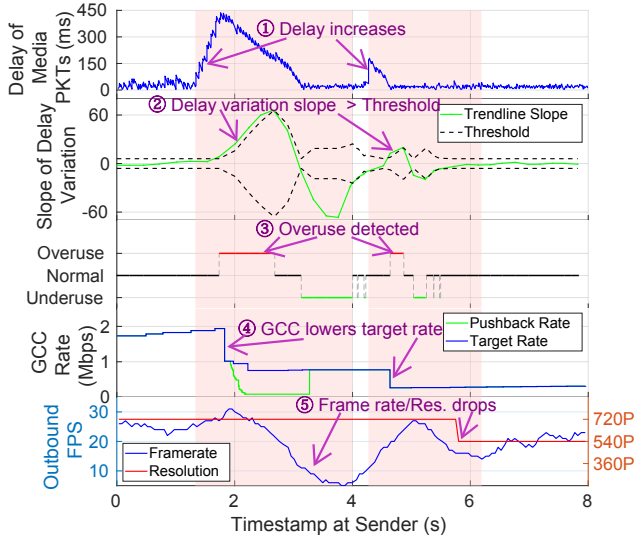 Delay of
Media
PKTs (ms)
450
300
150
0
① Delay increases
Slope of Delay
Variation
60
0
-60
② Delay variation slope > Threshold
Trendline Slope
Threshold
③ Overuse detected
Overuse
Normal
Underuse
GCC
Rate
(Mbps)
2
1
0
④ GCC lowers target rate
Pushback Rate
Target Rate
Outbound
FPS
30
20
10
⑤ Frame rate/Res. drops
Framerate
Resolution
720P
540P
360P
0
2
4
6
8
Timestamp at Sender (s)